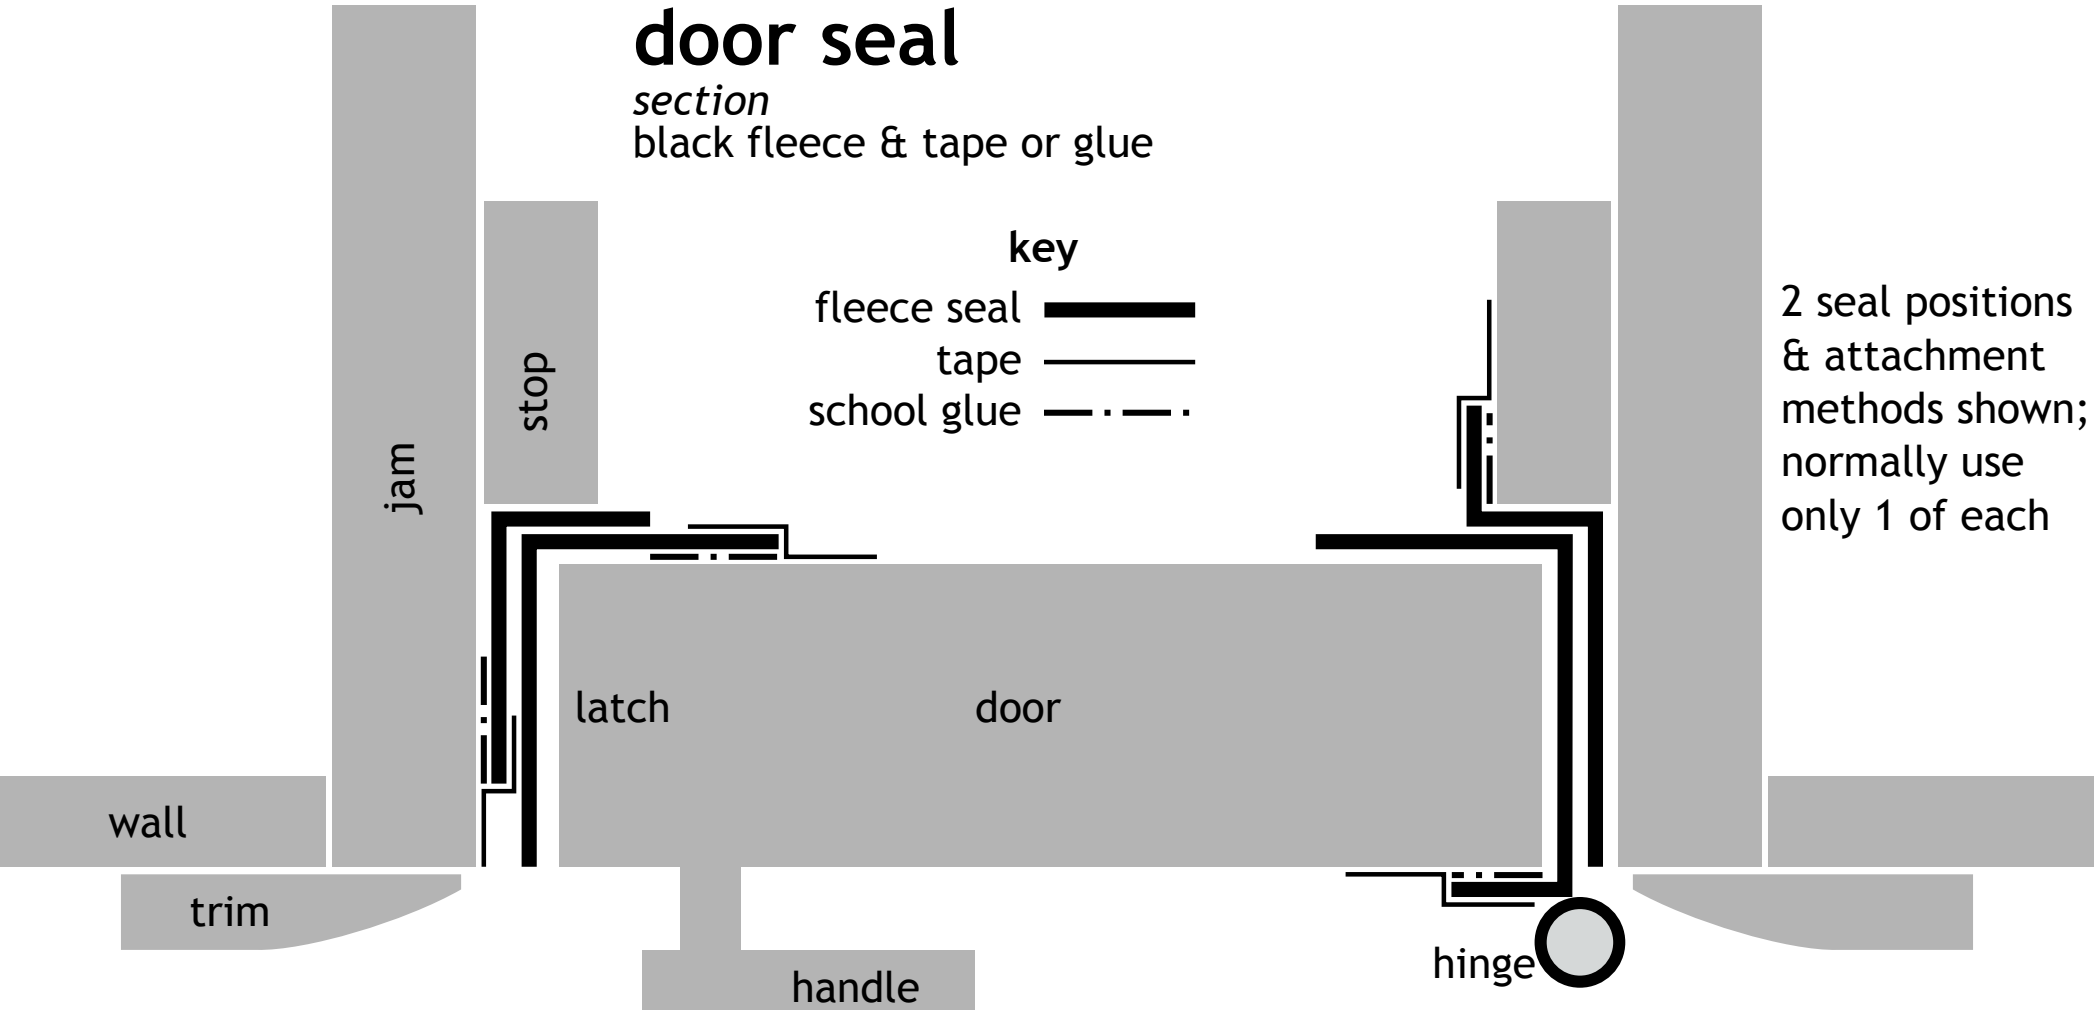 door seal
section
black fleece & tape or glue
key
fleece seal
tape
school glue
stop
jam
2 seal positions
& attachment
methods shown;
normally use
only 1 of each
latch
door
wall
trim
hinge
handle